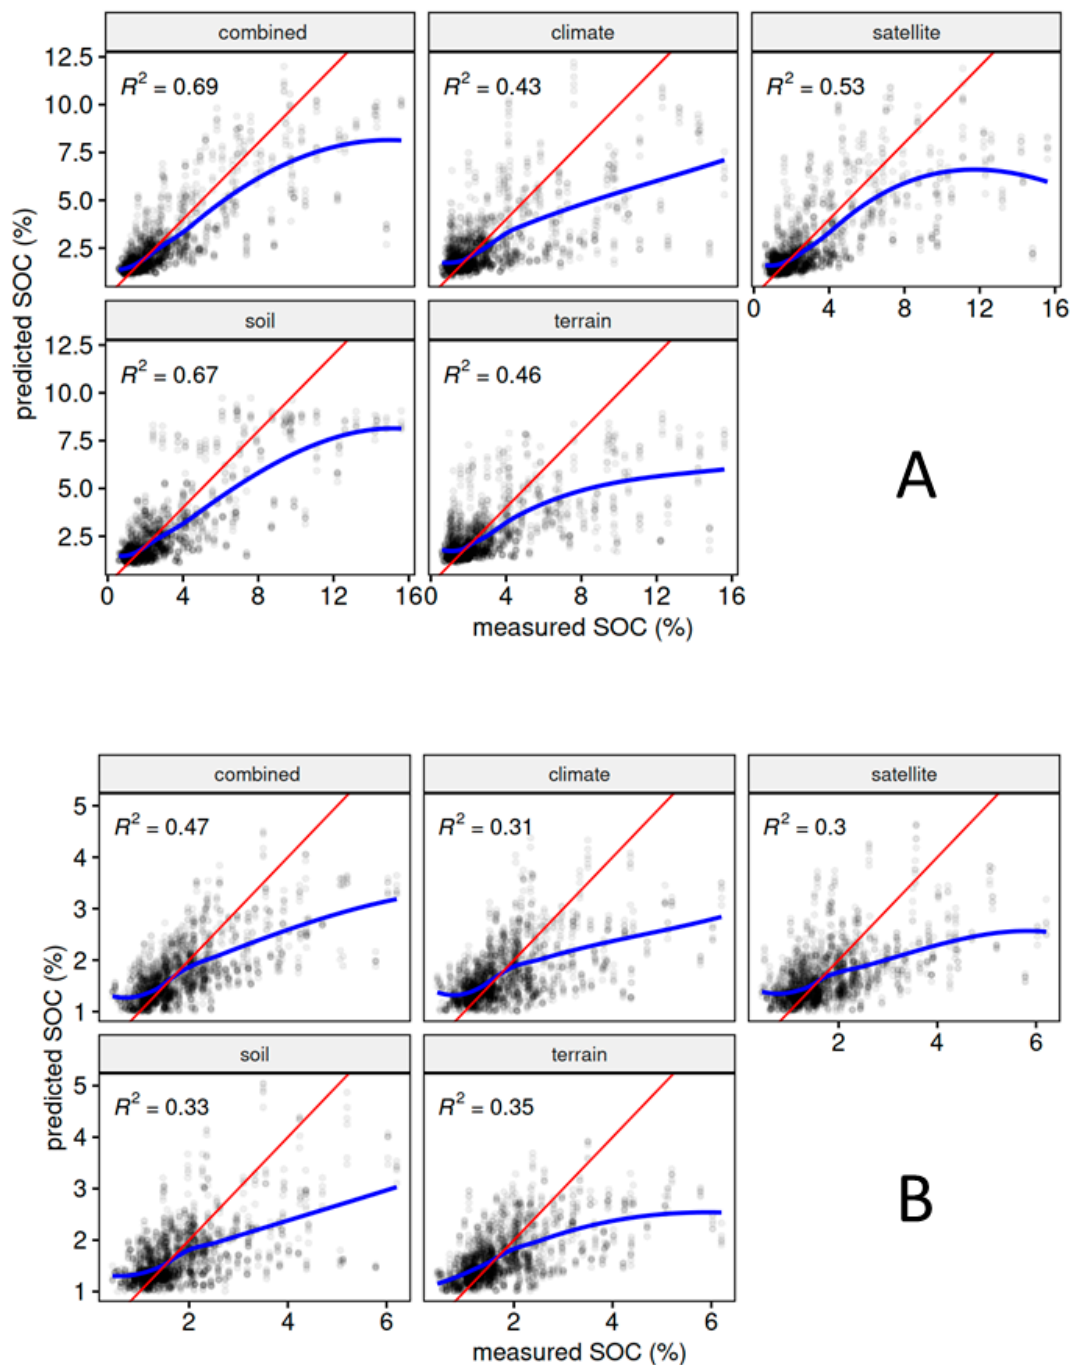 combined climate satellite
12.5
10.0
7.5
5.0
2.5
R² = 0.69
R² = 0.43
R² = 0.53
0 4 8 12 16
soil terrain
12.5
10.0
7.5
5.0
2.5
R² = 0.67
R² = 0.46
0 4 8 12 16 0 4 8 12 16
predicted SOC (%)
measured SOC (%)
A
combined climate satellite
5
4
3
2
1
R² = 0.47
R² = 0.31
R² = 0.3
2 4 6
soil terrain
5
4
3
2
1
R² = 0.33
R² = 0.35
2 4 6 2 4 6
predicted SOC (%)
measured SOC (%)
B